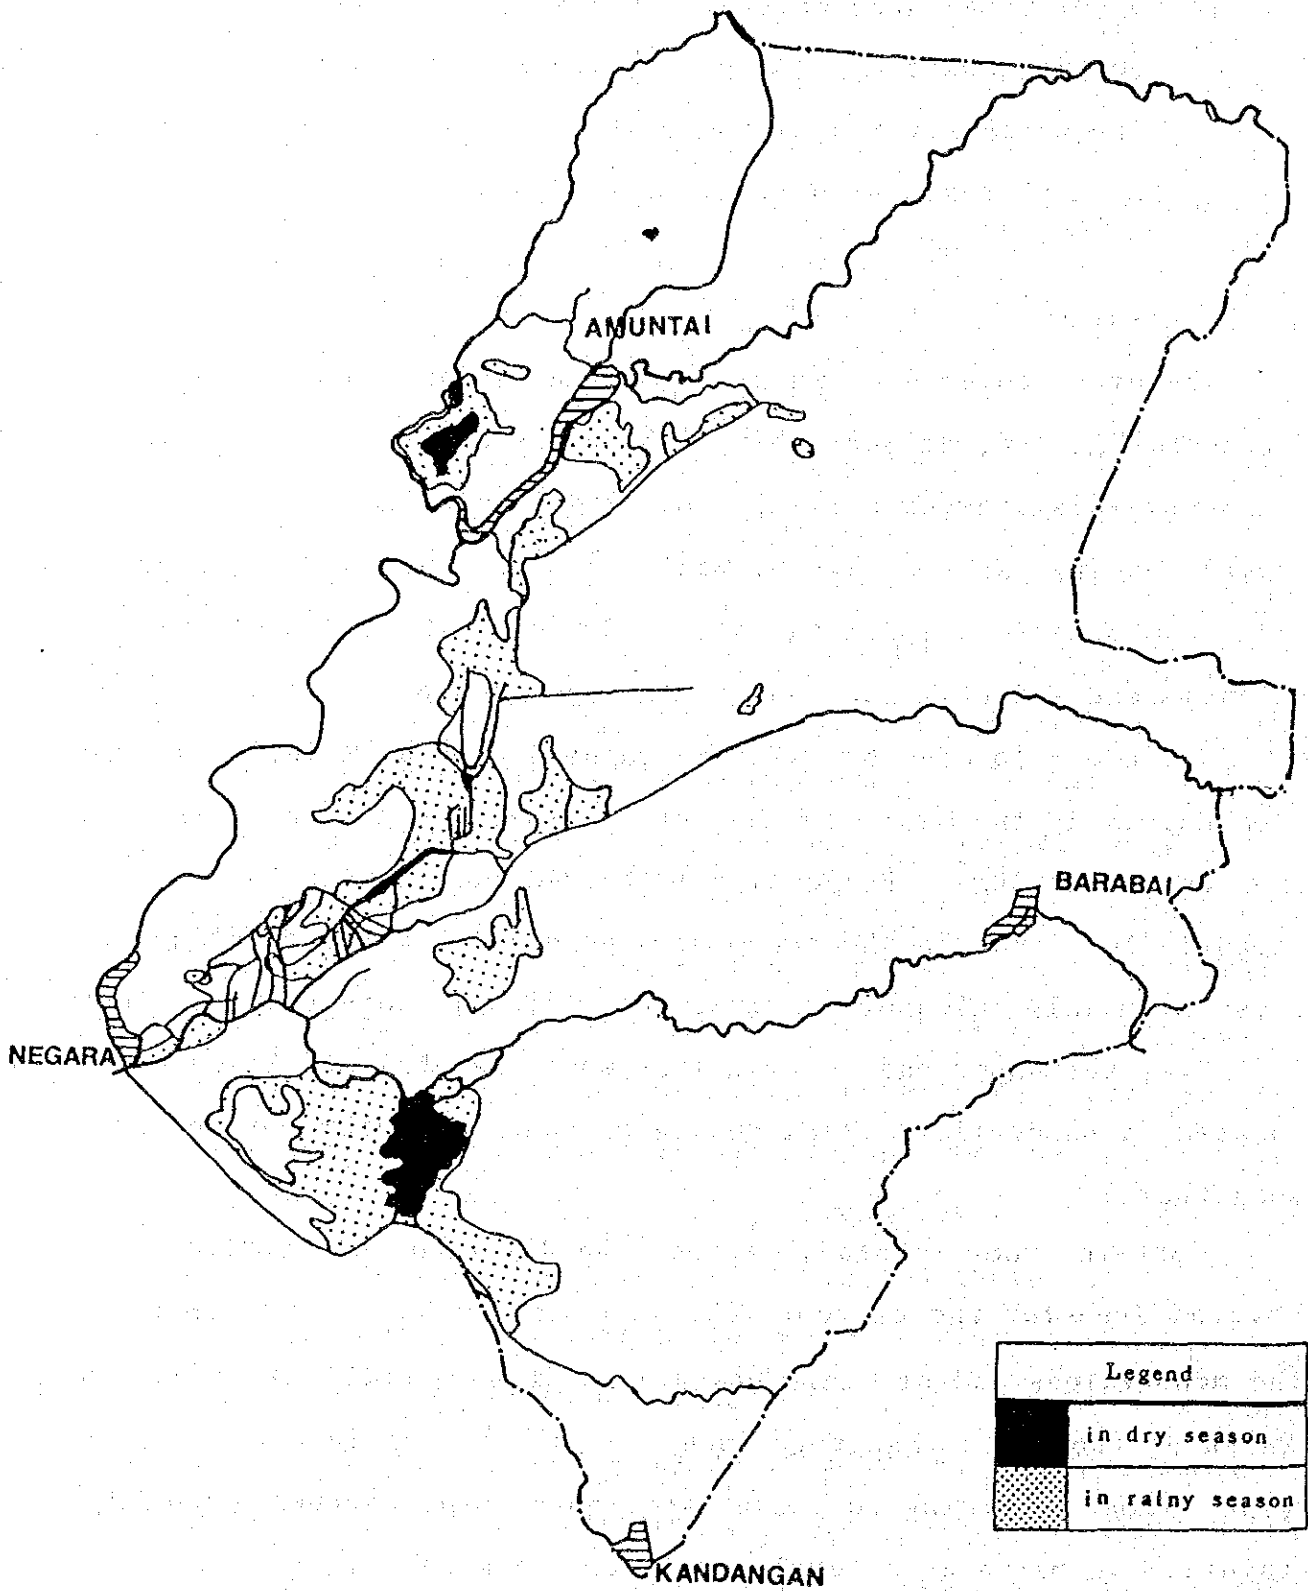 AMUNTAI
BARABAI
NEGARA
Legend
in dry season
in rainy season
KANDANGAN